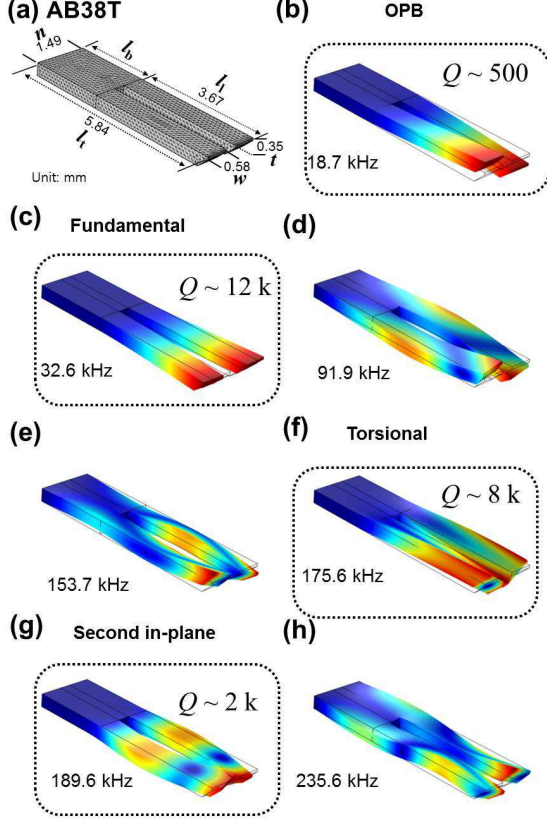 (a) AB38T
n
1.49
l_b
l_l
3.67
5.84
l_t
0.35
t
0.58
w
Unit: mm
(b) OPB
Q ~ 500
18.7 kHz
(c) Fundamental
Q ~ 12 k
32.6 kHz
(d)
91.9 kHz
(e)
153.7 kHz
(f) Torsional
Q ~ 8 k
175.6 kHz
(g) Second in-plane
Q ~ 2 k
189.6 kHz
(h)
235.6 kHz